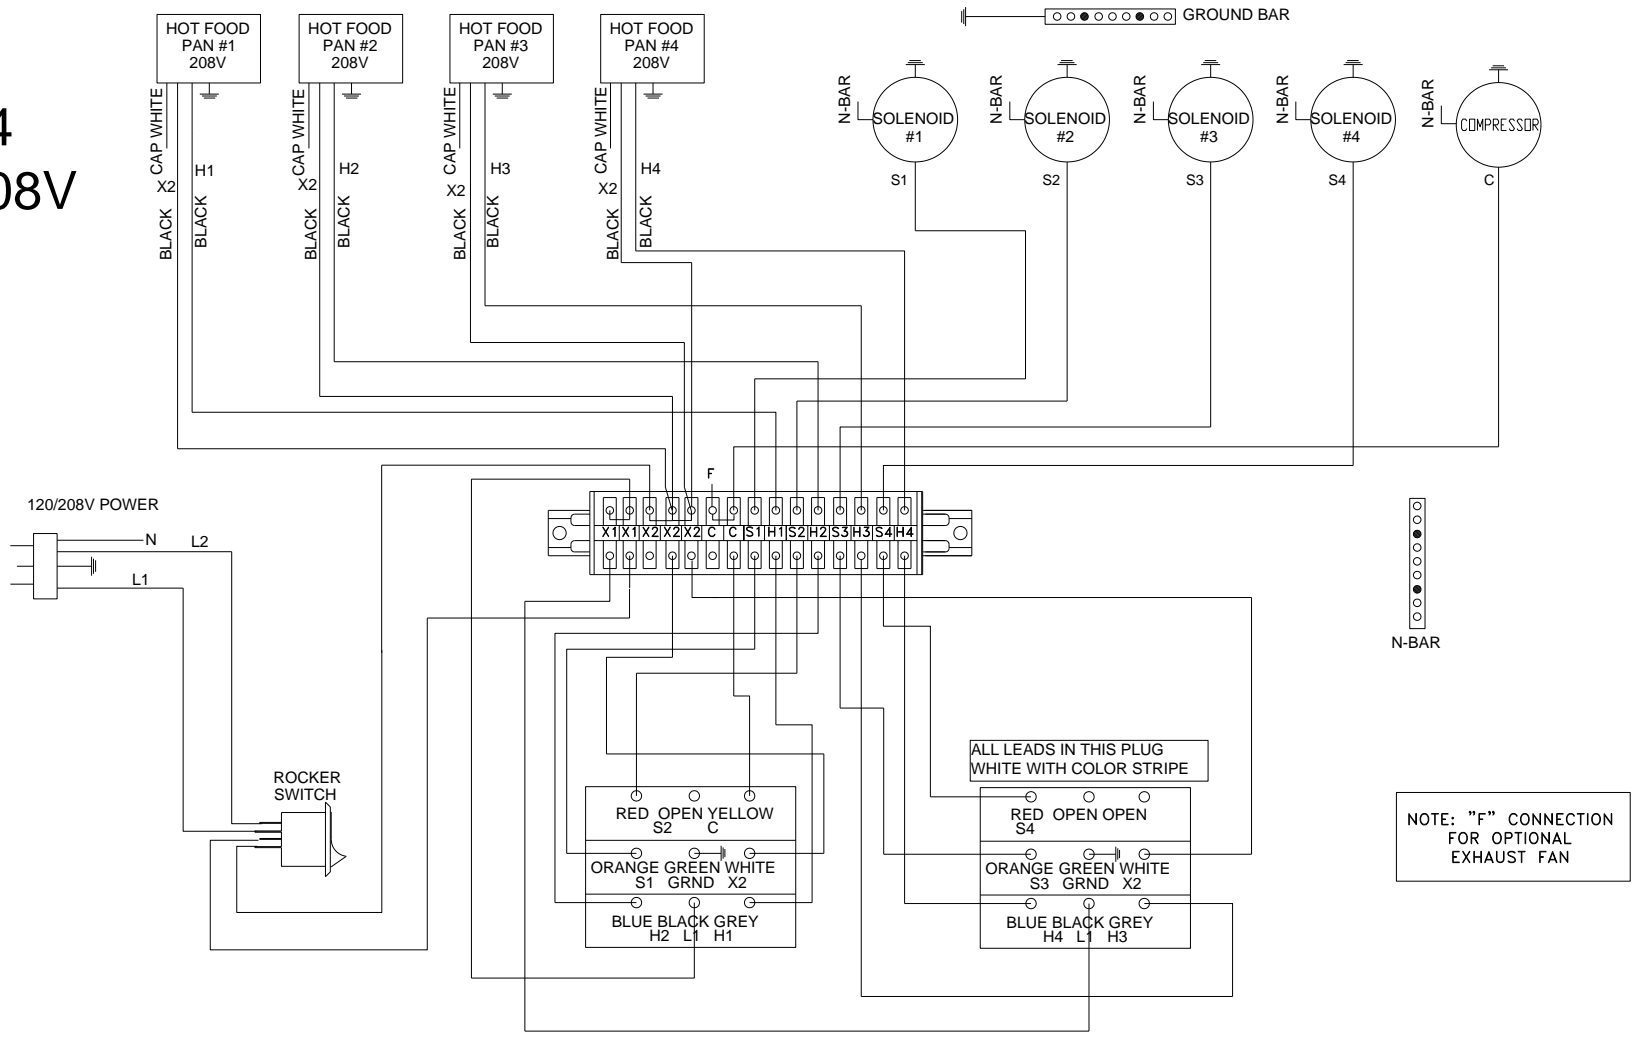 4
08V
HOT FOOD
PAN #1
208V
HOT FOOD
PAN #2
208V
HOT FOOD
PAN #3
208V
HOT FOOD
PAN #4
208V
GROUND BAR
CAP WHITE
X2
H1
BLACK
BLACK
CAP WHITE
X2
H2
BLACK
BLACK
CAP WHITE
X2
H3
BLACK
BLACK
CAP WHITE
X2
H4
BLACK
BLACK
N-BAR
SOLENOID
#1
S1
N-BAR
SOLENOID
#2
S2
N-BAR
SOLENOID
#3
S3
N-BAR
SOLENOID
#4
S4
N-BAR
COMPRESSOR
C
F
X1 X1 X2 X2 X2 C C S1 H1 S2 H2 S3 H3 S4 H4
120/208V POWER
N
L2
L1
ROCKER
SWITCH
N-BAR
RED OPEN YELLOW
S2 C
ORANGE GREEN WHITE
S1 GRND X2
BLUE BLACK GREY
H2 L1 H1
ALL LEADS IN THIS PLUG
WHITE WITH COLOR STRIPE
RED OPEN OPEN
S4
ORANGE GREEN WHITE
S3 GRND X2
BLUE BLACK GREY
H4 L1 H3
NOTE: "F" CONNECTION
FOR OPTIONAL
EXHAUST FAN